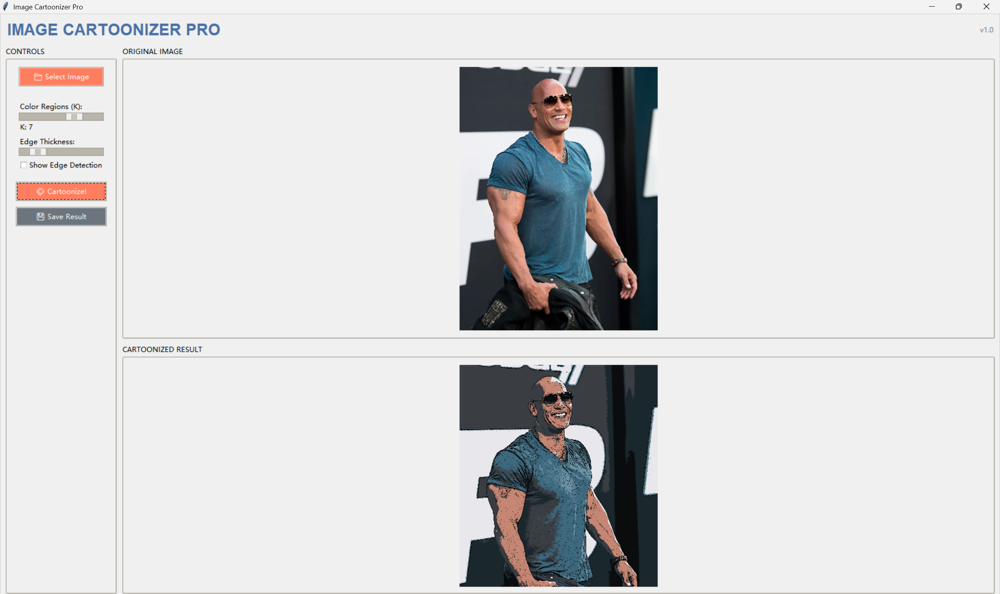 Image Cartoonizer Pro
IMAGE CARTOONIZER PRO
v1.0
CONTROLS
ORIGINAL IMAGE
Select Image
Color Regions (K):
K: 7
Edge Thickness:
Show Edge Detection
Cartoonize!
Save Result
CARTOONIZED RESULT